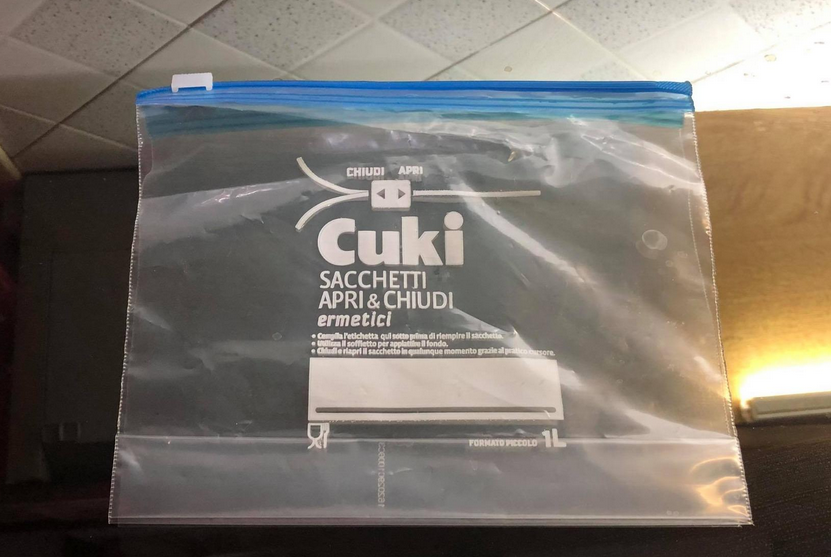 CHIUDI APRI
Cuki
SACCHETTI
APRI & CHIUDI
ermetici
• Compila l'etichetta qui sotto prima di riempire il sacchetto.
• Utilizza il soffietto per appiattire il fondo.
• Chiudi e riapri il sacchetto in qualunque momento grazie al pratico cursore.
FORMATO PICCOLO 1L